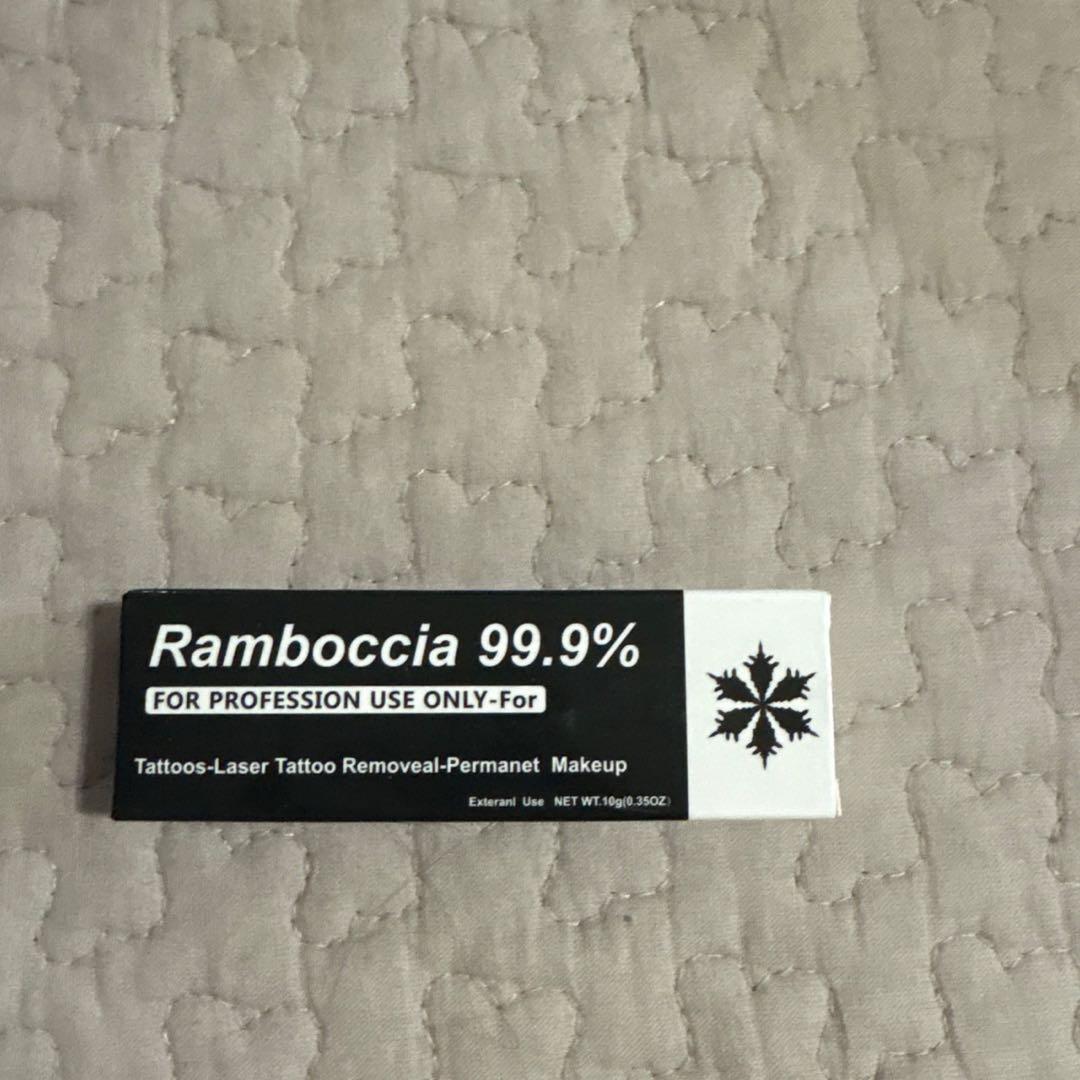 Ramboccia 99.9%
FOR PROFESSION USE ONLY-For
Tattoos-Laser Tattoo Removeal-Permanet Makeup
Exteranl Use NET WT.10g(0.35OZ)